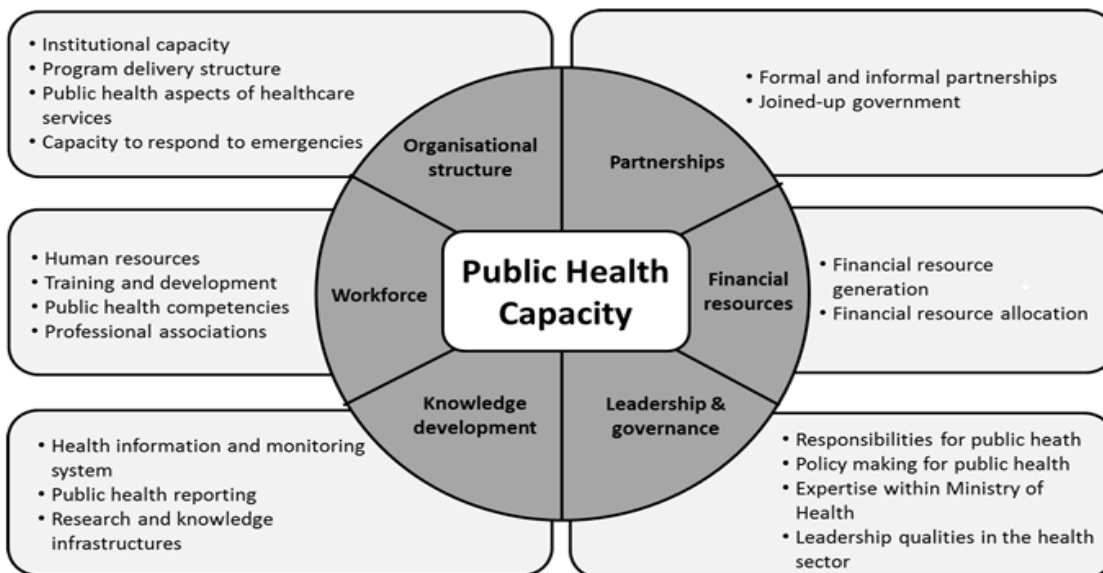 • Institutional capacity
• Program delivery structure
• Public health aspects of healthcare
services
• Capacity to respond to emergencies
• Formal and informal partnerships
• Joined-up government
Organisational
structure
Partnerships
• Human resources
• Training and development
• Public health competencies
• Professional associations
Workforce
Public Health
Capacity
Financial
resources
• Financial resource
generation
• Financial resource allocation
Knowledge
development
Leadership &
governance
• Health information and monitoring
system
• Public health reporting
• Research and knowledge
infrastructures
• Responsibilities for public heath
• Policy making for public health
• Expertise within Ministry of
Health
• Leadership qualities in the health
sector